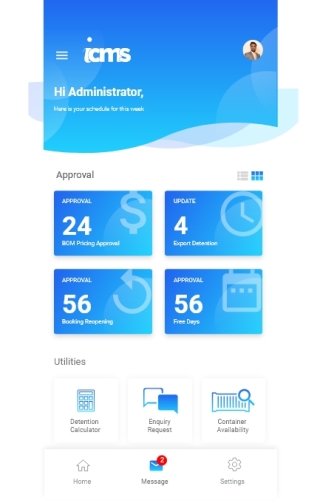 icms
Hi Administrator,
Here is your schedule for this week
Approval
APPROVAL
24
BCM Pricing Approval
UPDATE
4
Export Detention
APPROVAL
56
Booking Reopening
APPROVAL
56
Free Days
Utilities
Detention
Calculator
Enquiry
Request
Container
Availability
Home
2
Message
Settings